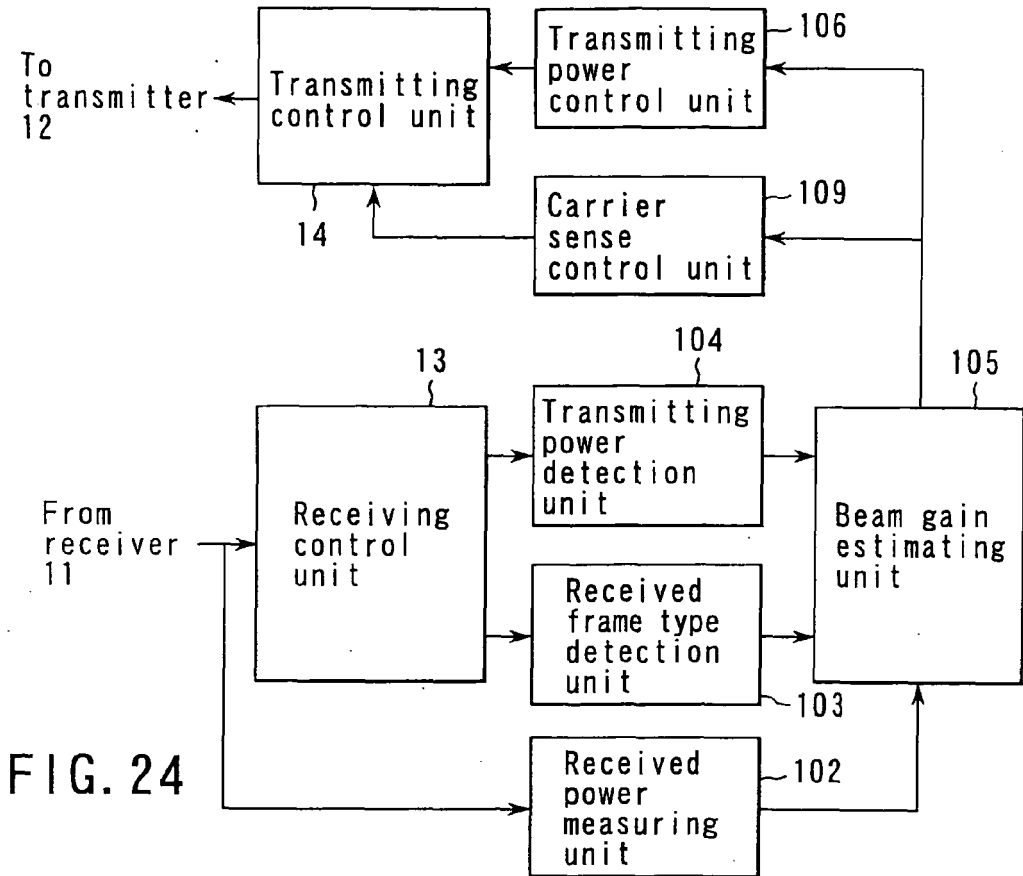 To
transmitter
12
Transmitting
control unit
14
Transmitting
power
control unit
106
Carrier
sense
control unit
109
From
receiver
11
Receiving
control
unit
13
Transmitting
power
detection
unit
104
Received
frame type
detection
unit
103
Received
power
measuring
unit
102
Beam gain
estimating
unit
105
FIG. 24